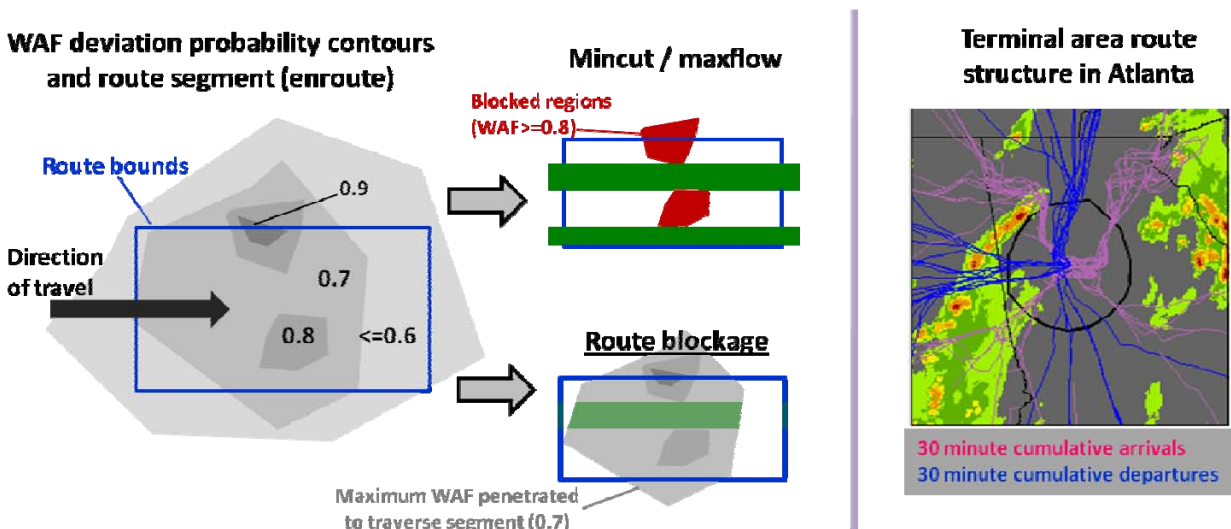 WAF deviation probability contours
and route segment (enroute)
Route bounds
0.9
Direction
of travel
0.7
0.8
<=0.6
Mincut / maxflow
Blocked regions
(WAF>=0.8)
Route blockage
Maximum WAF penetrated
to traverse segment (0.7)
Terminal area route
structure in Atlanta
30 minute cumulative arrivals
30 minute cumulative departures